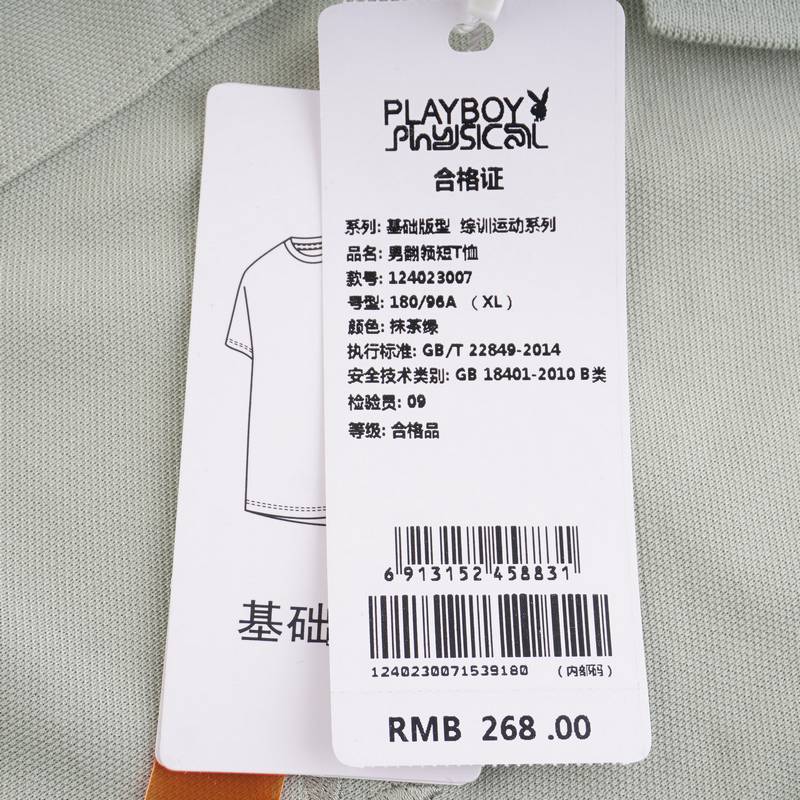 PLAYBOY
PhYSICAL
合格证
系列: 基础版型 综训运动系列
品名: 男翻领短T恤
款号: 124023007
号型: 180/96A （XL）
颜色: 抹茶绿
执行标准: GB/T 22849-2014
安全技术类别: GB 18401-2010 B类
检验员: 09
等级: 合格品
6 913152 458831
1240230071539180 （内部码）
RMB 268 .00
基础